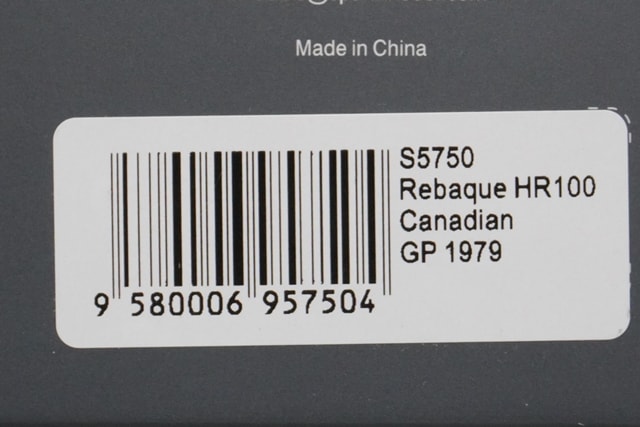 Made in China
S5750
Rebaque HR100
Canadian
GP 1979
9 580006 957504